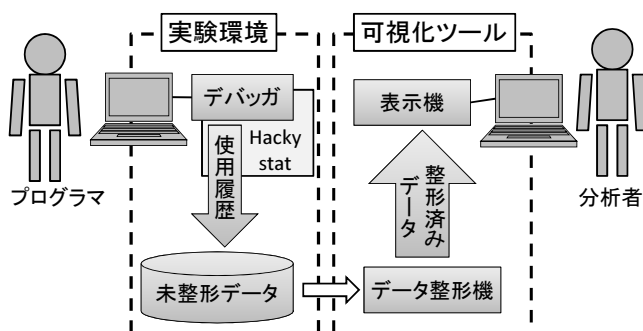 実験環境
可視化ツール
デバッガ
Hacky
stat
使用履歴
表示機
整形済み
データ
プログラマ
分析者
未整形データ
データ整形機